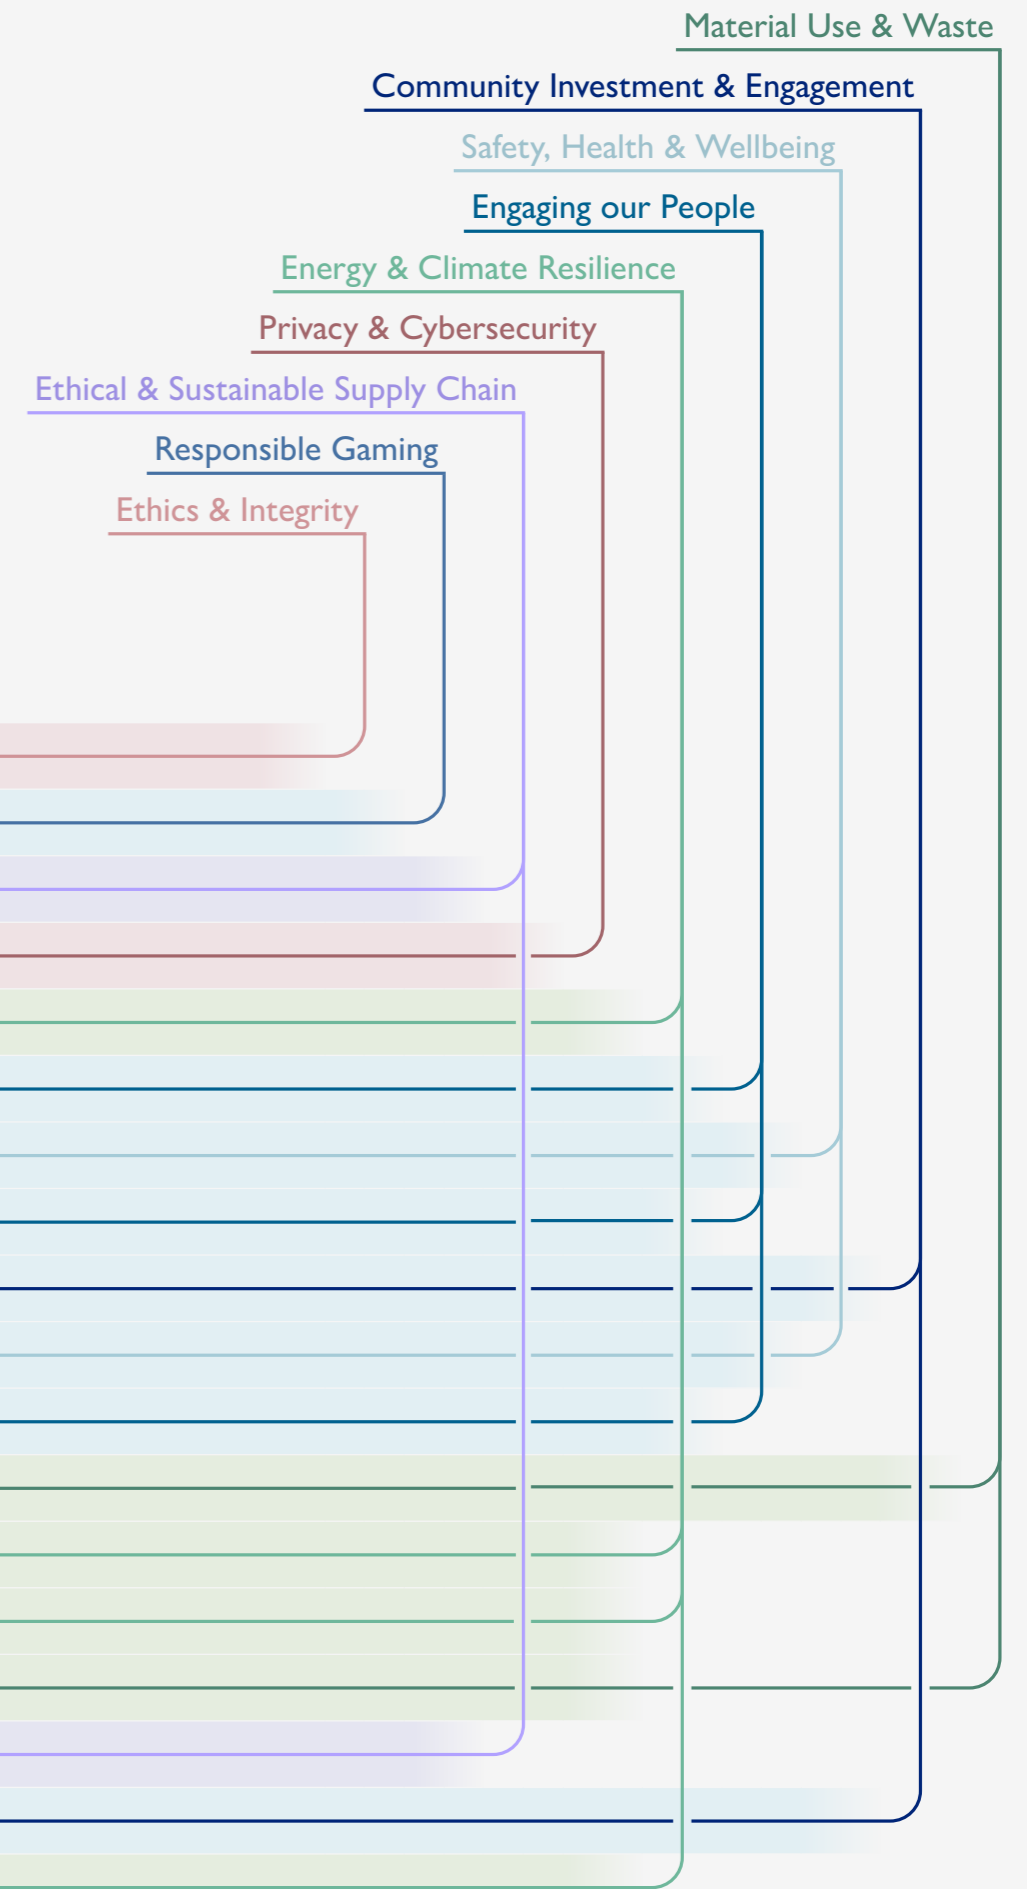 Material Use & Waste
Community Investment & Engagement
Safety, Health & Wellbeing
Engaging our People
Energy & Climate Resilience
Privacy & Cybersecurity
Ethical & Sustainable Supply Chain
Responsible Gaming
Ethics & Integrity